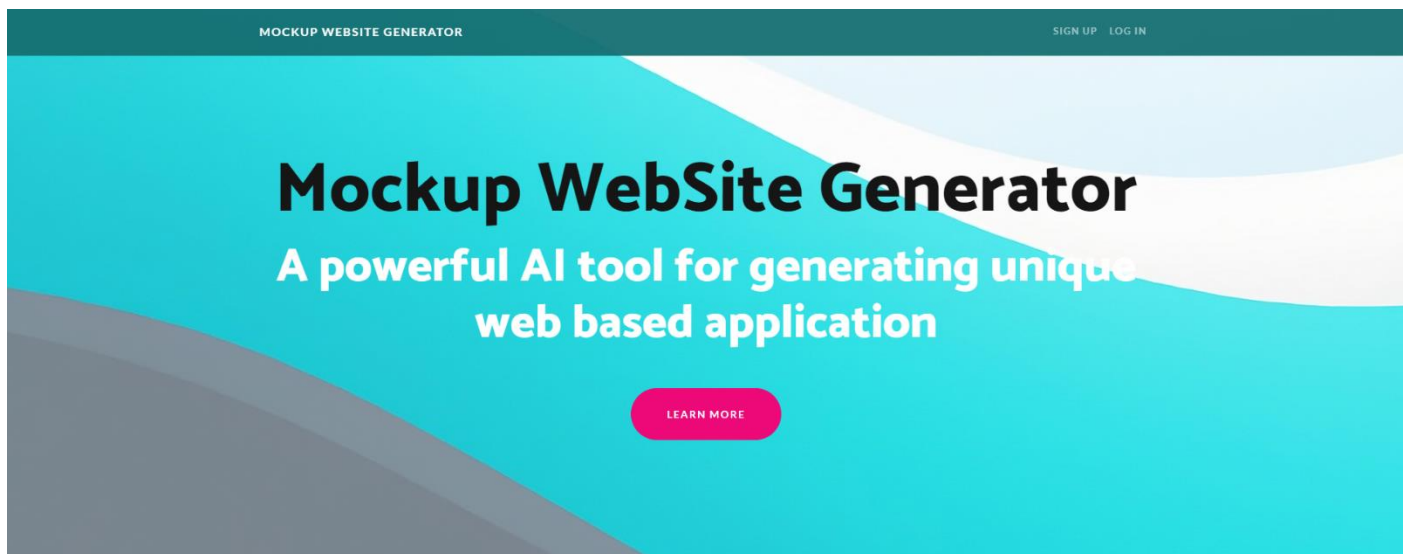 MOCKUP WEBSITE GENERATOR
SIGN UP LOG IN
Mockup WebSite Generator
A powerful AI tool for generating unique
web based application
LEARN MORE